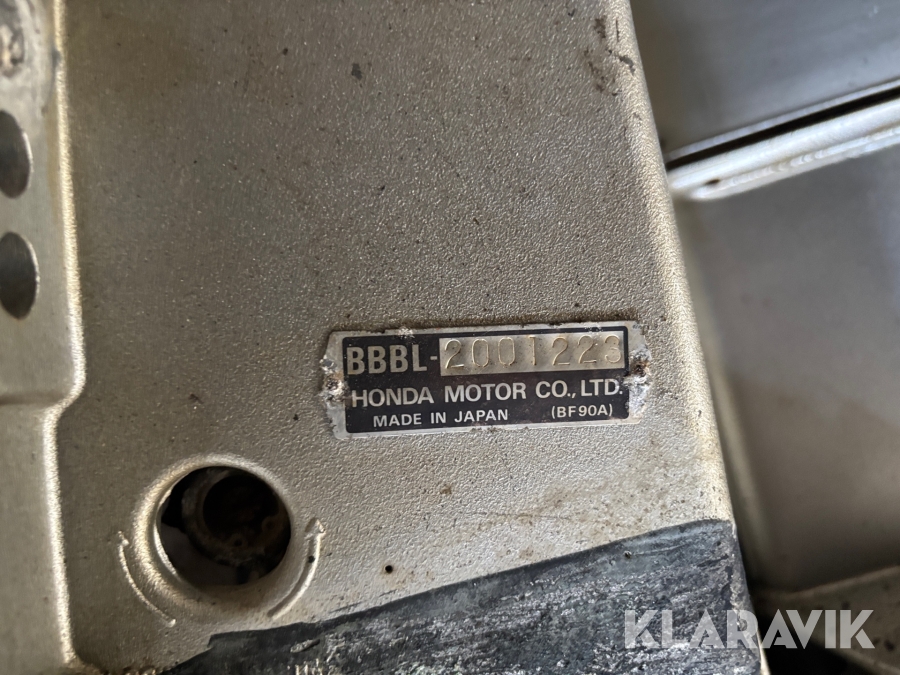 BBBL-2001223
HONDA MOTOR CO., LTD.
MADE IN JAPAN (BF90A)
KLARAVIK